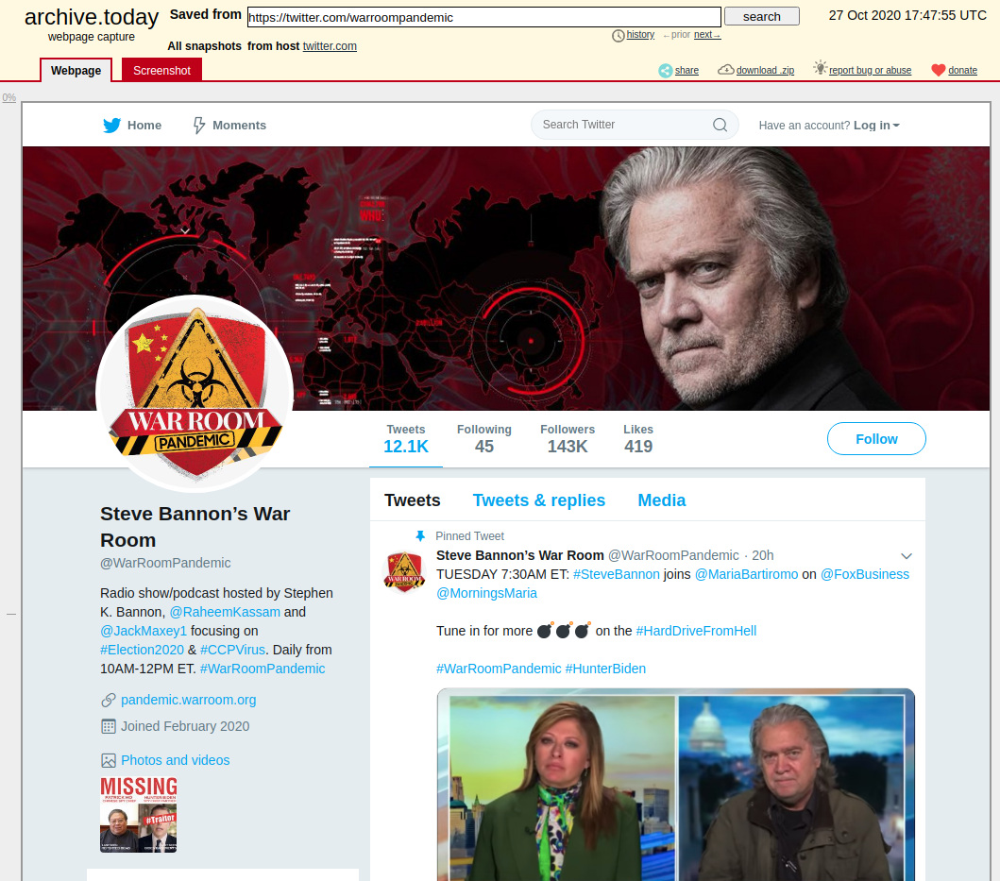 archive.today
webpage capture
Saved from
https://twitter.com/warroompandemic
search
27 Oct 2020 17:47:55 UTC
history
←prior
next→
All snapshots
from host twitter.com
Webpage
Screenshot
share
download .zip
report bug or abuse
donate
0%
Home
Moments
Search Twitter
Have an account? Log in
WHO
WAR ROOM
PANDEMIC
Tweets
12.1K
Following
45
Followers
143K
Likes
419
Follow
Steve Bannon’s War
Room
@WarRoomPandemic
Radio show/podcast hosted by Stephen
K. Bannon, @RaheemKassam and
@JackMaxey1 focusing on
#Election2020 & #CCPVirus. Daily from
10AM-12PM ET. #WarRoomPandemic
pandemic.warroom.org
Joined February 2020
Photos and videos
MISSING
PATRICK HO
HUNTER BIDEN
#Traitor
Tweets
Tweets & replies
Media
Pinned Tweet
Steve Bannon’s War Room @WarRoomPandemic · 20h
TUESDAY 7:30AM ET: #SteveBannon joins @MariaBartiromo on @FoxBusiness
@MorningsMaria
Tune in for more 💣💣💣 on the #HardDriveFromHell
#WarRoomPandemic #HunterBiden